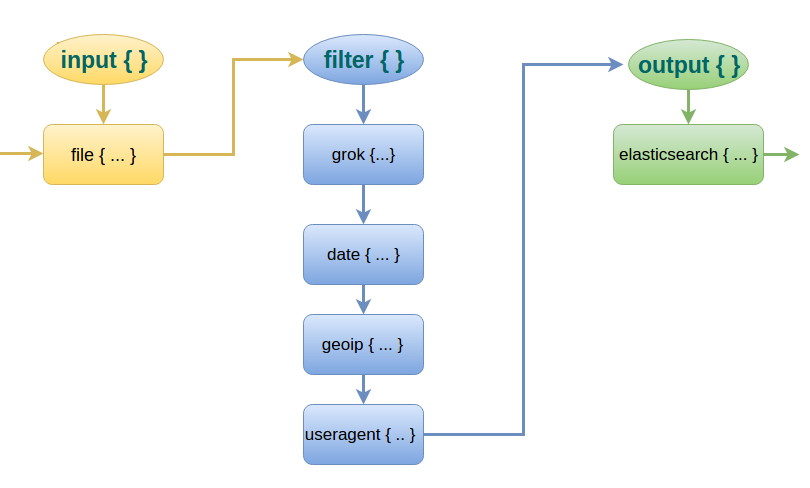 input { }
file { ... }
filter { }
grok {...}
date { ... }
geoip { ... }
useragent { .. }
output { }
elasticsearch { ... }